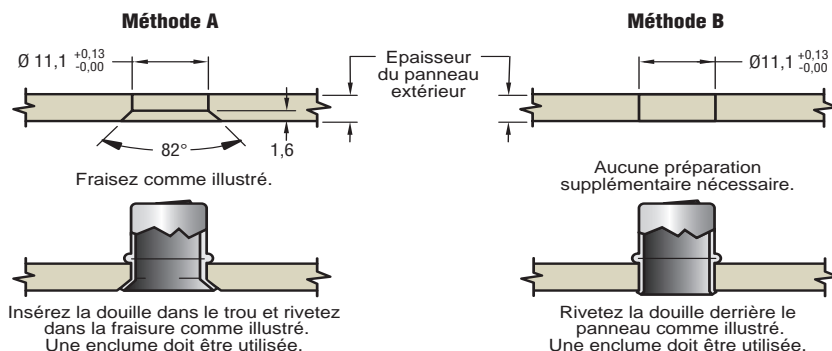 Méthode A
Ø 11,1 +0,13 -0,00
82°
1,6
Fraisez comme illustré.
Insérez la douille dans le trou et rivetez
dans la fraisure comme illustré.
Une enclume doit être utilisée.
Epaisseur
du panneau
extérieur
Méthode B
Ø11,1 +0,13 -0,00
Aucune préparation
supplémentaire nécessaire.
Rivetez la douille derrière le
panneau comme illustré.
Une enclume doit être utilisée.